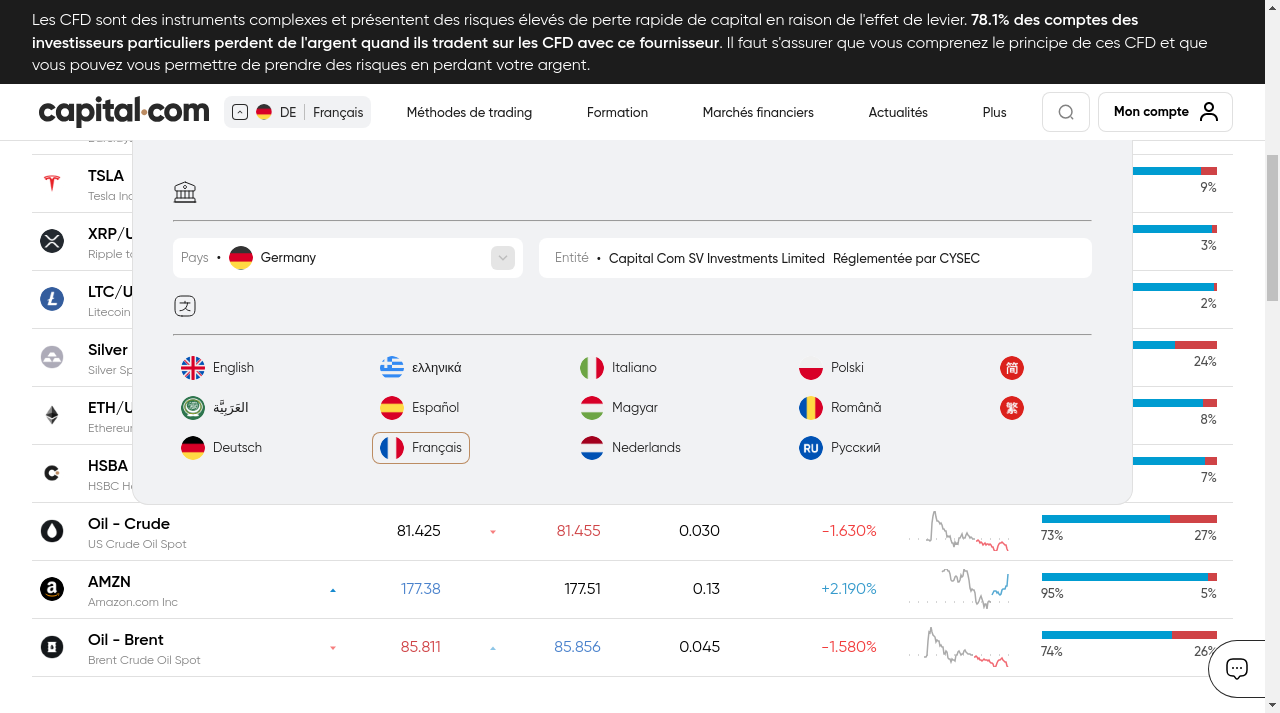 Les CFD sont des instruments complexes et présentent des risques élevés de perte rapide de capital en raison de l'effet de levier. 78.1% des comptes des
investisseurs particuliers perdent de l'argent quand ils tradent sur les CFD avec ce fournisseur. Il faut s'assurer que vous comprenez le principe de ces CFD et que
vous pouvez vous permettre de prendre des risques en perdant votre argent.
capital.com DE Français Méthodes de trading Formation Marchés financiers Actualités Plus Mon compte
TSLA
Tesla Inc 9%
Pays • Germany Entité • Capital Com SV Investments Limited Réglementée par CYSEC
XRP/U
Ripple to 3%
LTC/U
Litecoin 2%
Silver
Silver Sp 24%
ETH/U
Ethereum 8%
HSBA
HSBC Ho 7%
English ελληνικά Italiano Polski 简
العَرَبِيَّة Español Magyar Română 繁
Deutsch Français Nederlands RU Русский
Oil - Crude 81.425 81.455 0.030 -1.630%
US Crude Oil Spot 73% 27%
AMZN 177.38 177.51 0.13 +2.190%
Amazon.com Inc 95% 5%
Oil - Brent 85.811 85.856 0.045 -1.580%
Brent Crude Oil Spot 74% 26%